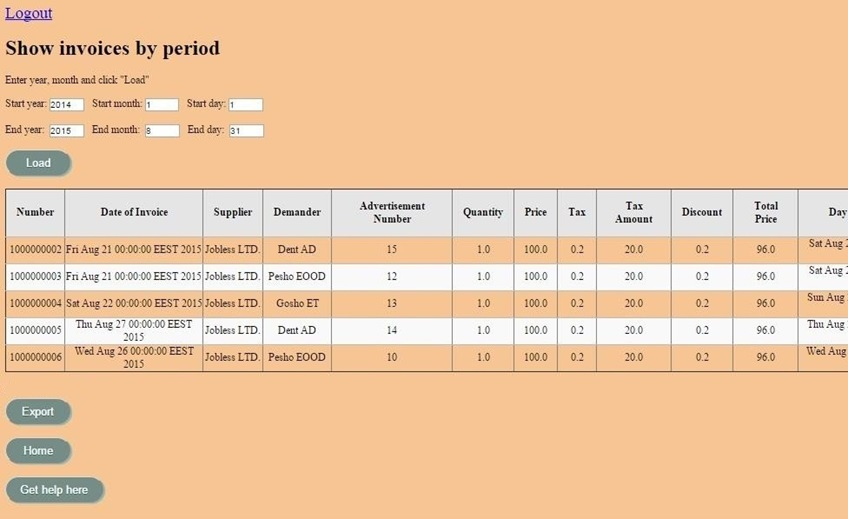 Logout
Show invoices by period
Enter year, month and click "Load"
Start year: 2014 Start month: 1 Start day: 1
End year: 2015 End month: 8 End day: 31
Load
Number Date of Invoice Supplier Demander Advertisement Number Quantity Price Tax Tax Amount Discount Total Price Day
1000000002 Fri Aug 21 00:00:00 EEST 2015 Jobless LTD. Dent AD 15 1.0 100.0 0.2 20.0 0.2 96.0 Sat Aug 2
1000000003 Fri Aug 21 00:00:00 EEST 2015 Jobless LTD. Pesho EOOD 12 1.0 100.0 0.2 20.0 0.2 96.0 Sat Aug 2
1000000004 Sat Aug 22 00:00:00 EEST 2015 Jobless LTD. Gosho ET 13 1.0 100.0 0.2 20.0 0.2 96.0 Sun Aug
1000000005 Thu Aug 27 00:00:00 EEST 2015 Jobless LTD. Dent AD 14 1.0 100.0 0.2 20.0 0.2 96.0 Thu Aug
1000000006 Wed Aug 26 00:00:00 EEST 2015 Jobless LTD. Pesho EOOD 10 1.0 100.0 0.2 20.0 0.2 96.0 Wed Aug
Export
Home
Get help here